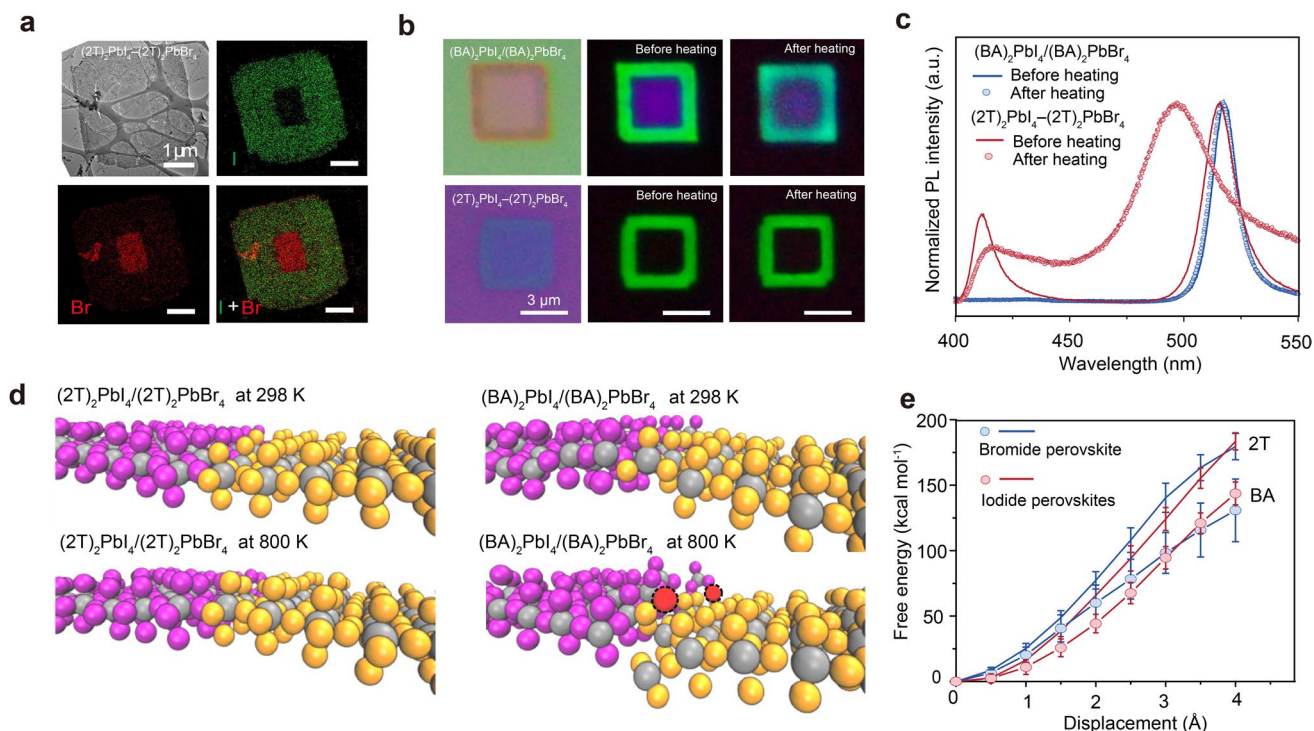 a
(2T)₂PbI₄–(2T)₂PbBr₄
1 µm
I
Br
I + Br
b
(BA)₂PbI₄/(BA)₂PbBr₄
Before heating
After heating
(2T)₂PbI₄–(2T)₂PbBr₄
Before heating
After heating
3 µm
c
Normalized PL intensity (a.u.)
(BA)₂PbI₄/(BA)₂PbBr₄
Before heating
After heating
(2T)₂PbI₄–(2T)₂PbBr₄
Before heating
After heating
400
450
500
550
Wavelength (nm)
d
(2T)₂PbI₄/(2T)₂PbBr₄ at 298 K
(BA)₂PbI₄/(BA)₂PbBr₄ at 298 K
(2T)₂PbI₄/(2T)₂PbBr₄ at 800 K
(BA)₂PbI₄/(BA)₂PbBr₄ at 800 K
e
Free energy (kcal mol⁻¹)
200
150
100
50
0
Bromide perovskite
Iodide perovskites
2T
BA
0
1
2
3
4
Displacement (Å)